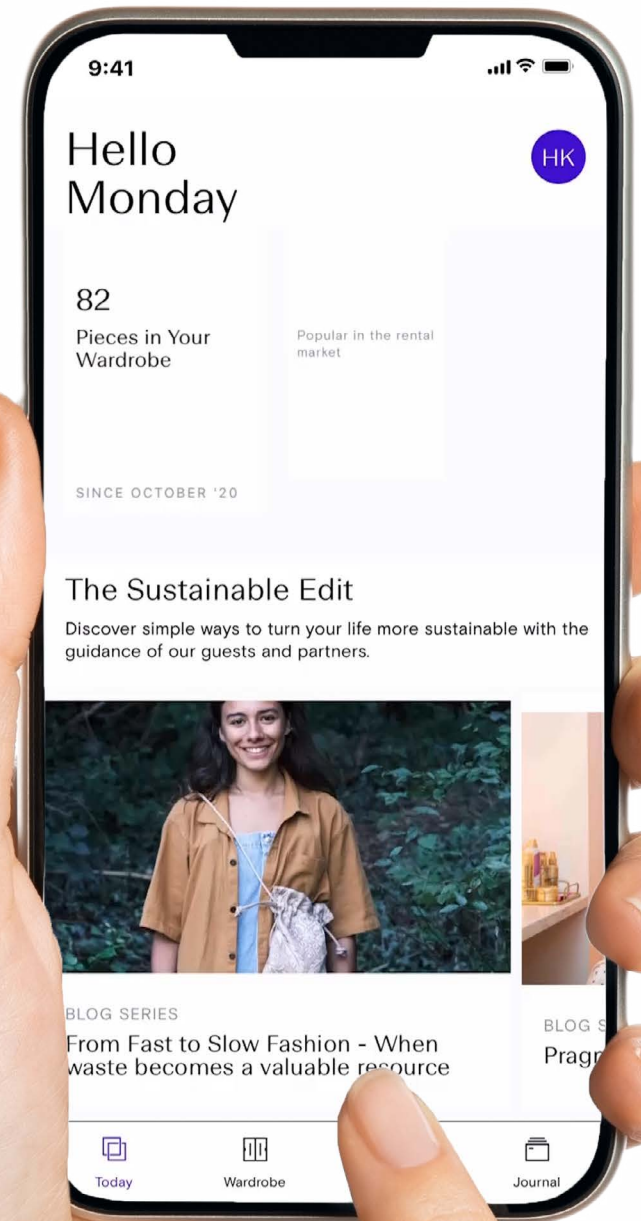 9:41
Hello
Monday
HK
82
Pieces in Your
Wardrobe
SINCE OCTOBER '20
Popular in the rental
market
The Sustainable Edit
Discover simple ways to turn your life more sustainable with the
guidance of our guests and partners.
BLOG SERIES
From Fast to Slow Fashion - When
waste becomes a valuable resource
BLOG
Today
Wardrobe
Journal